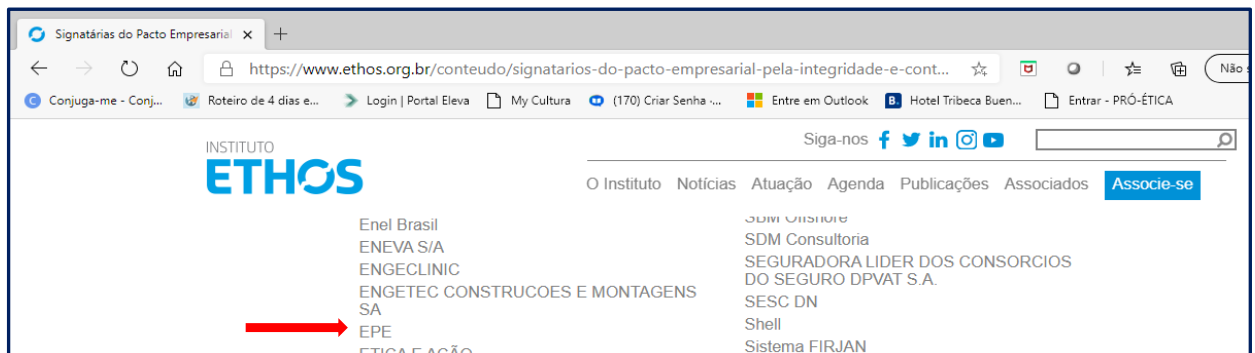 Signatárias do Pacto Empresarial
https://www.ethos.org.br/conteudo/signatarios-do-pacto-empresarial-pela-integridade-e-cont...
Não s
Conjuga-me - Conj... Roteiro de 4 dias e... Login | Portal Eleva My Cultura (170) Criar Senha -... Entre em Outlook B. Hotel Tribeca Buen... Entrar - PRÓ-ÉTICA
Siga-nos
INSTITUTO
ETHOS
O Instituto Notícias Atuação Agenda Publicações Associados Associe-se
Enel Brasil
ENEVA S/A
ENGECLINIC
ENGETEC CONSTRUCOES E MONTAGENS
SA
EPE
ETICA E AÇÃO
SBM Offshore
SDM Consultoria
SEGURADORA LIDER DOS CONSORCIOS
DO SEGURO DPVAT S.A.
SESC DN
Shell
Sistema FIRJAN